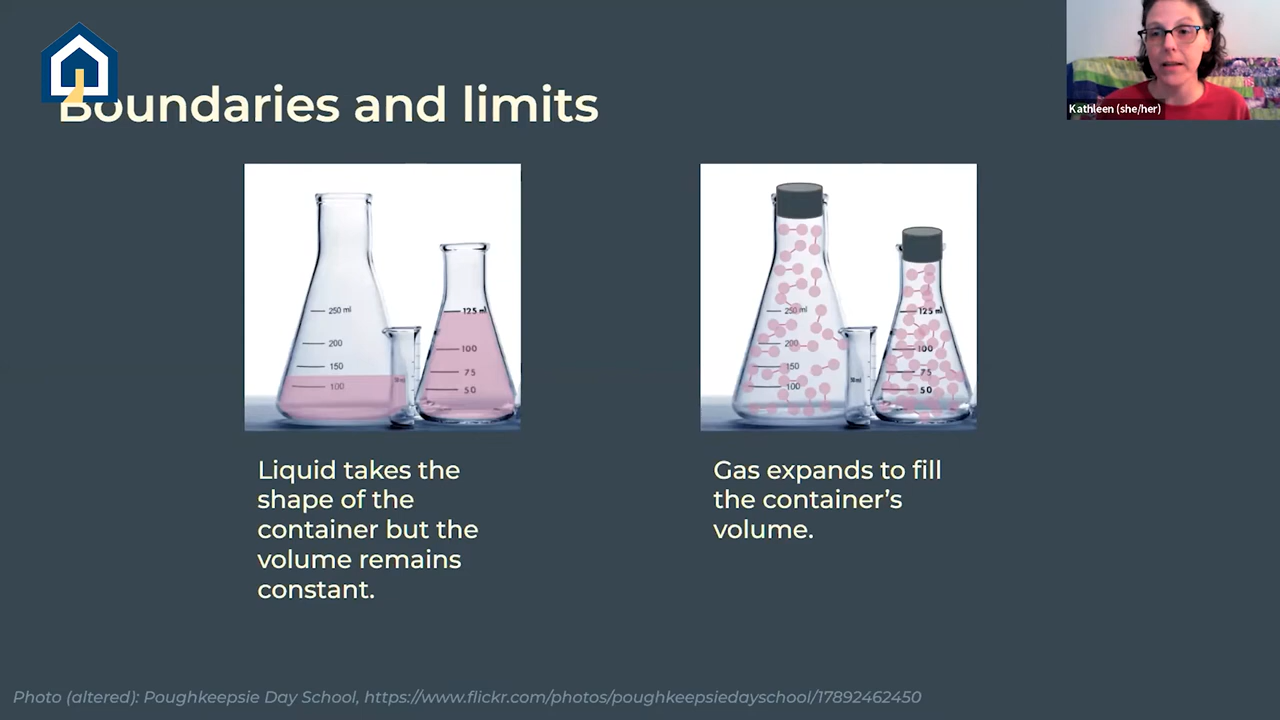 Boundaries and limits
Kathleen (she/her)
250 ml
200
150
100
125 ml
100
75
50
250 ml
200
150
100
125 ml
100
75
50
Liquid takes the
shape of the
container but the
volume remains
constant.
Gas expands to fill
the container’s
volume.
Photo (altered): Poughkeepsie Day School, https://www.flickr.com/photos/poughkeepsiedayschool/17892462450